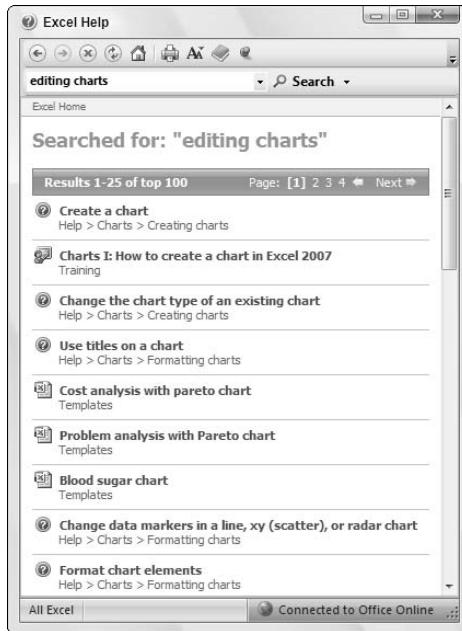 Excel Help
editing charts
Search
Excel Home
Searched for: "editing charts"
Results 1-25 of top 100 Page: [1] 2 3 4 Next
Create a chart
Help > Charts > Creating charts
Charts I: How to create a chart in Excel 2007
Training
Change the chart type of an existing chart
Help > Charts > Creating charts
Use titles on a chart
Help > Charts > Formatting charts
Cost analysis with pareto chart
Templates
Problem analysis with Pareto chart
Templates
Blood sugar chart
Templates
Change data markers in a line, xy (scatter), or radar chart
Help > Charts > Formatting charts
Format chart elements
Help > Charts > Formatting charts
All Excel
Connected to Office Online